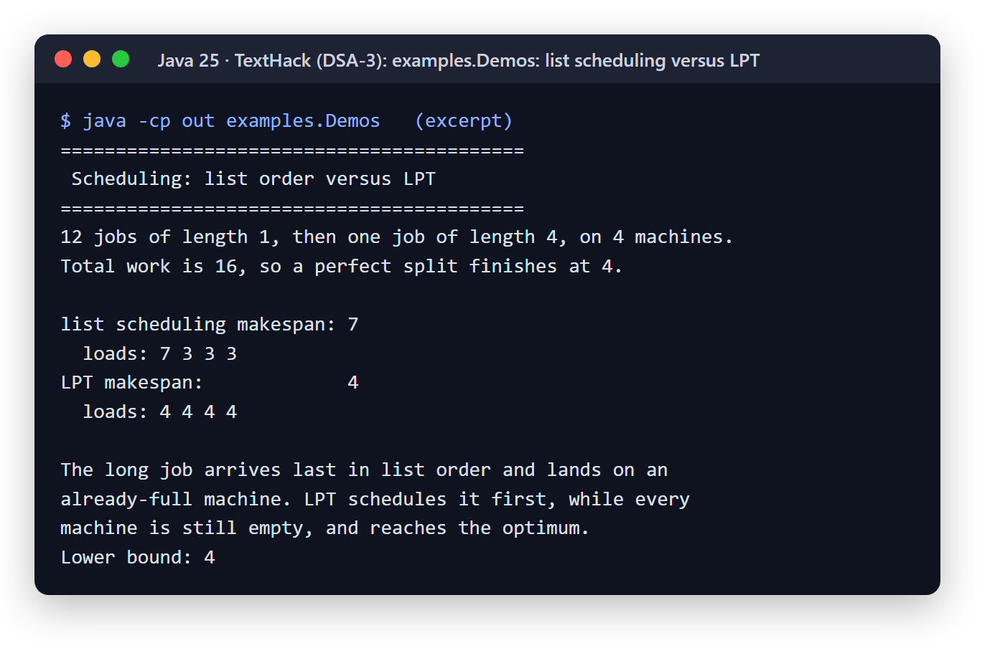 Java 25 · TextHack (DSA-3): examples.Demos: list scheduling versus LPT
$ java -cp out examples.Demos   (excerpt)
==========================================
 Scheduling: list order versus LPT
==========================================
12 jobs of length 1, then one job of length 4, on 4 machines.
Total work is 16, so a perfect split finishes at 4.

list scheduling makespan: 7
  loads: 7 3 3 3
LPT makespan:             4
  loads: 4 4 4 4

The long job arrives last in list order and lands on an
already-full machine. LPT schedules it first, while every
machine is still empty, and reaches the optimum.
Lower bound: 4